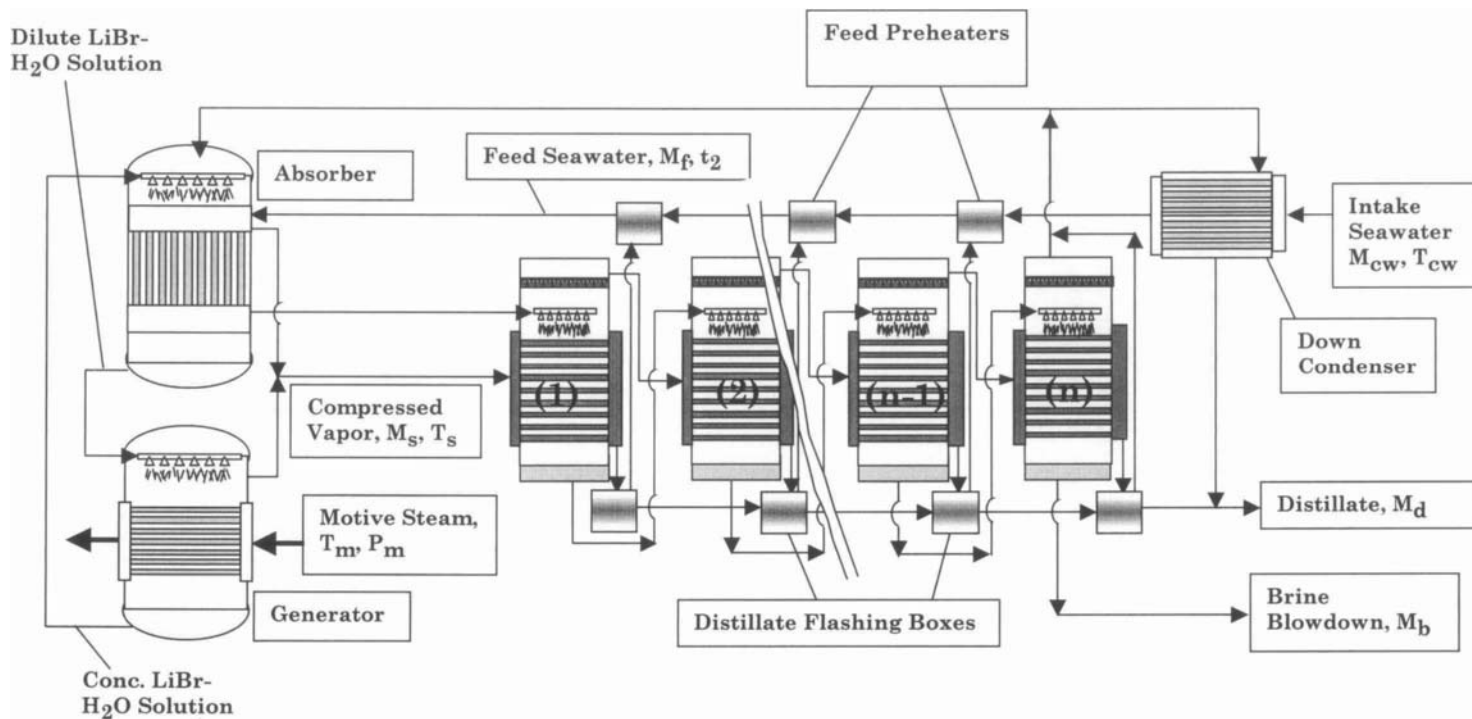 Dilute LiBr-
H2O Solution
Feed Preheaters
Absorber
Feed Seawater, Mf, t2
Intake
Seawater
Mcw, Tcw
Down
Condenser
(1)
(2)
(n-1)
(n)
Compressed
Vapor, Ms, Ts
Motive Steam,
Tm, Pm
Distillate, Md
Generator
Distillate Flashing Boxes
Brine
Blowdown, Mb
Conc. LiBr-
H2O Solution